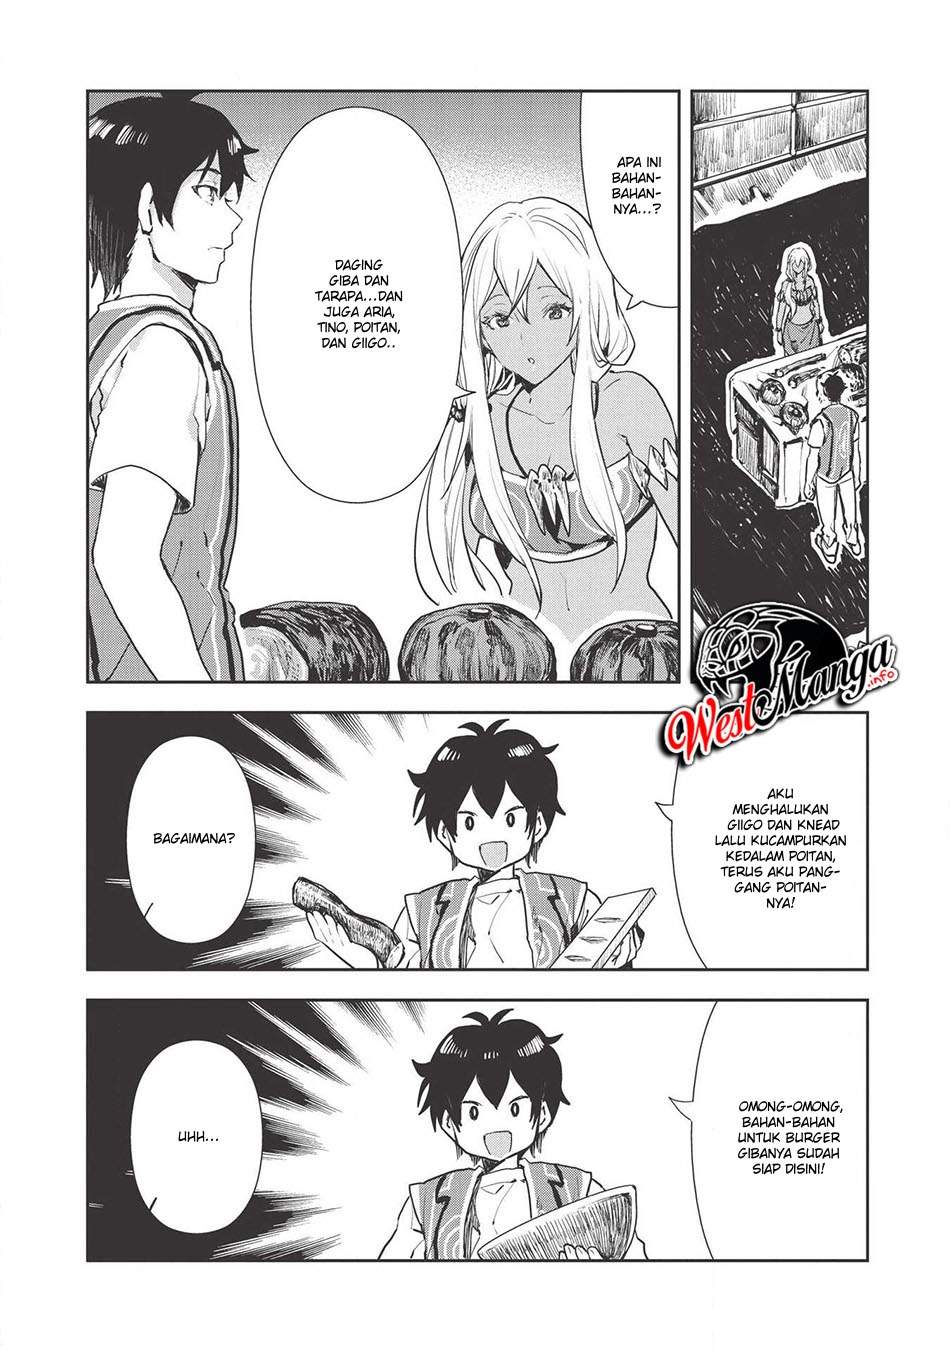 APA INI
BAHAN-
BAHAN-
NYA...?
DAGING
GIBA DAN
TARAPA...DAN
JUGA ARIA,
TINO, POITAN,
DAN GIIGO..
WestManga
.info
AKU
MENGHALUKAN
GIIGO DAN KNEAD
LALU KUCAMPURKAN
KEDALAM POITAN,
TERUS AKU PANG-
GANG POITAN-
NYA!
BAGAIMANA?
OMONG-OMONG,
BAHAN-BAHAN
UNTUK BURGER
GIBANYA SUDAH
SIAP DISINI!
UHH...